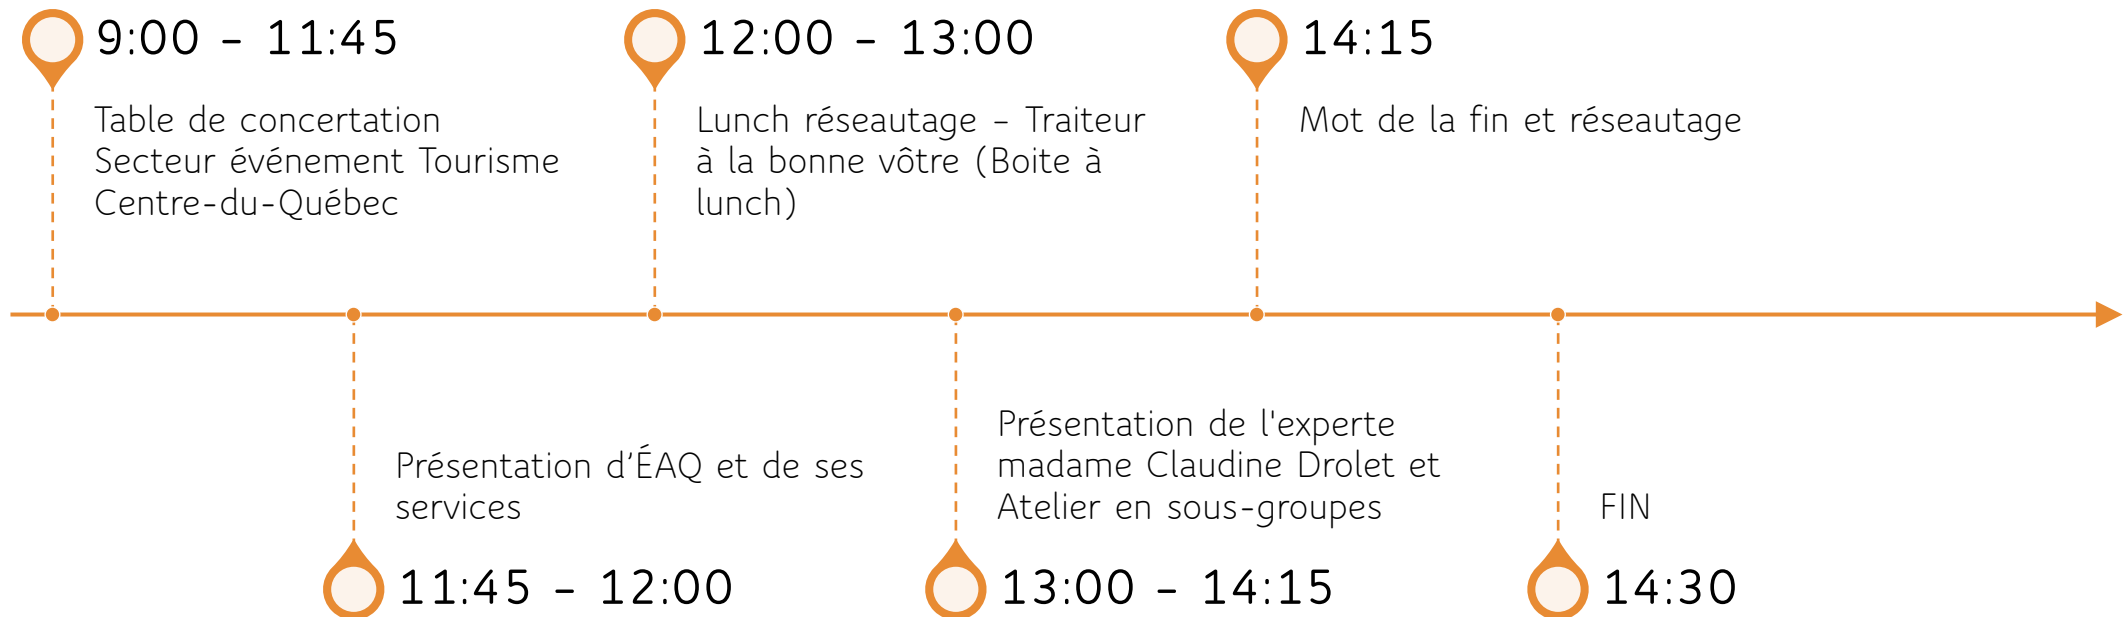 9:00 – 11:45
Table de concertation
Secteur événement Tourisme
Centre-du-Québec
11:45 – 12:00
Présentation d’ÉAQ et de ses
services
12:00 – 13:00
Lunch réseautage – Traiteur
à la bonne vôtre (Boite à
lunch)
13:00 – 14:15
Présentation de l'experte
madame Claudine Drolet et
Atelier en sous-groupes
14:15
Mot de la fin et réseautage
14:30
FIN